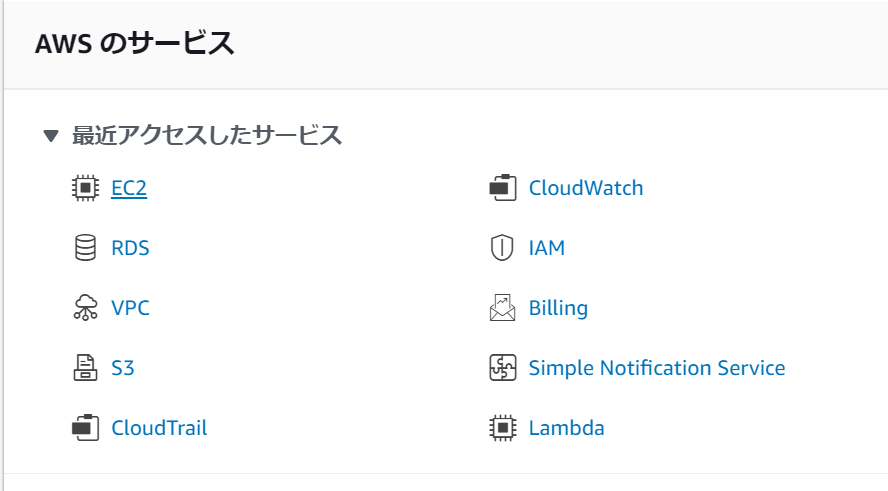 AWS のサービス
▼ 最近アクセスしたサービス
EC2
CloudWatch
RDS
IAM
VPC
Billing
S3
Simple Notification Service
CloudTrail
Lambda